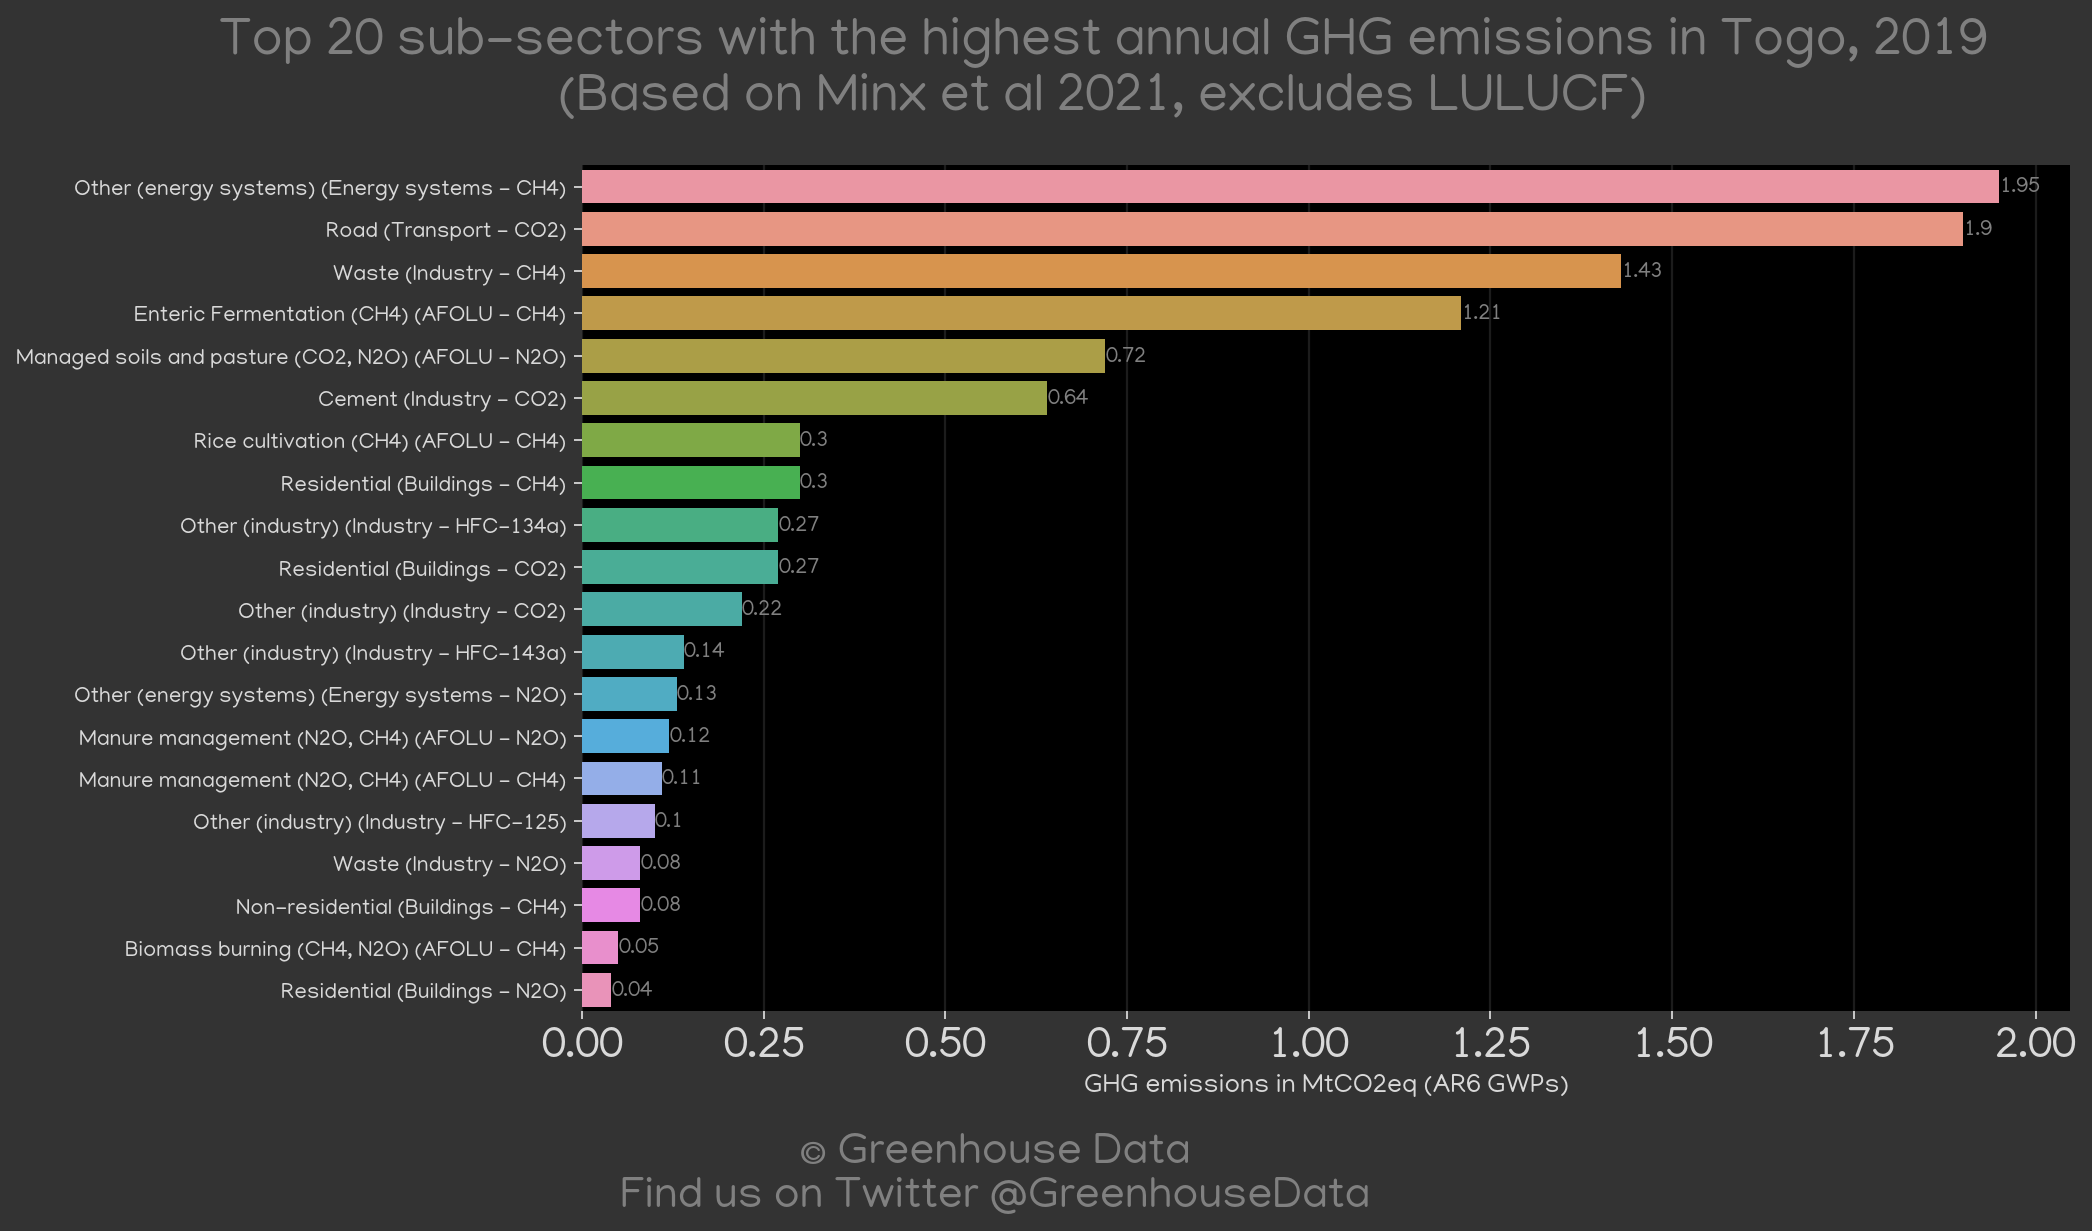 Top 20 sub-sectors with the highest annual GHG emissions in Togo, 2019
(Based on Minx et al 2021, excludes LULUCF)
Other (energy systems) (Energy systems - CH4) 1.95
Road (Transport - CO2) 1.9
Waste (Industry - CH4) 1.43
Enteric Fermentation (CH4) (AFOLU - CH4) 1.21
Managed soils and pasture (CO2, N2O) (AFOLU - N2O) 0.72
Cement (Industry - CO2) 0.64
Rice cultivation (CH4) (AFOLU - CH4) 0.3
Residential (Buildings - CH4) 0.3
Other (industry) (Industry - HFC-134a) 0.27
Residential (Buildings - CO2) 0.27
Other (industry) (Industry - CO2) 0.22
Other (industry) (Industry - HFC-143a) 0.14
Other (energy systems) (Energy systems - N2O) 0.13
Manure management (N2O, CH4) (AFOLU - N2O) 0.12
Manure management (N2O, CH4) (AFOLU - CH4) 0.11
Other (industry) (Industry - HFC-125) 0.1
Waste (Industry - N2O) 0.08
Non-residential (Buildings - CH4) 0.08
Biomass burning (CH4, N2O) (AFOLU - CH4) 0.05
Residential (Buildings - N2O) 0.04
0.00 0.25 0.50 0.75 1.00 1.25 1.50 1.75 2.00
GHG emissions in MtCO2eq (AR6 GWPs)
© Greenhouse Data
Find us on Twitter @GreenhouseData